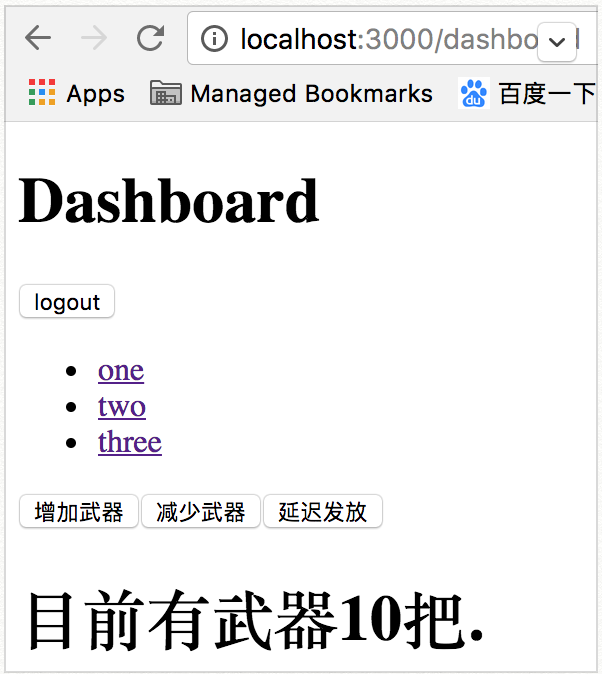 localhost:3000/dashbo
Apps Managed Bookmarks du 百度一下
Dashboard
logout
one
two
three
增加武器 减少武器 延迟发放
目前有武器10把.